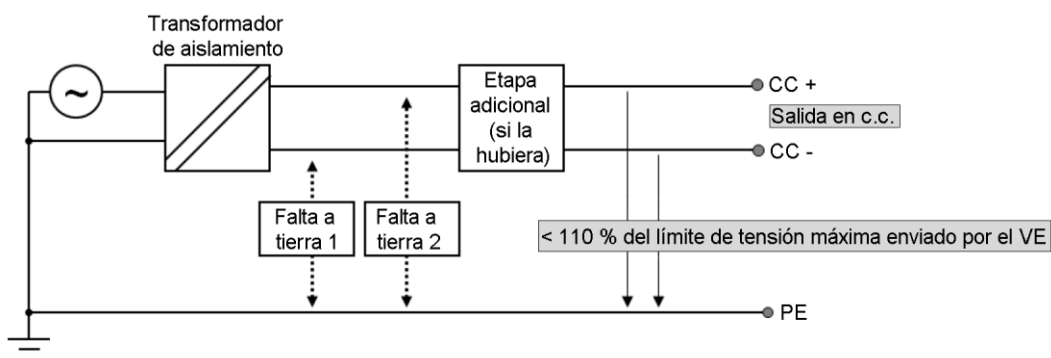 Transformador
de aislamiento
~
Etapa
adicional
(si la
hubiera)
CC +
Salida en c.c.
CC -
Falta a
tierra 1
Falta a
tierra 2
< 110 % del límite de tensión máxima enviado por el VE
PE